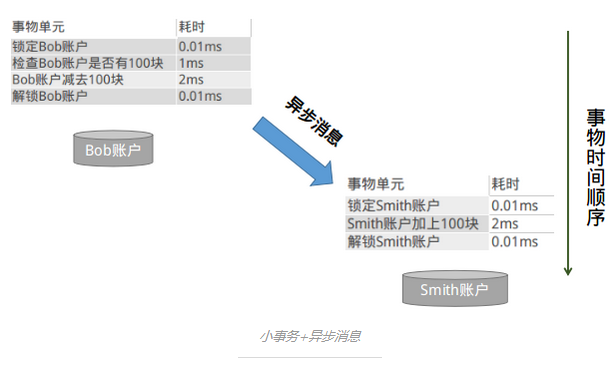 事物单元 耗时
锁定Bob账户 0.01ms
检查Bob账户是否有100块 1ms
Bob账户减去100块 2ms
解锁Bob账户 0.01ms
Bob账户
异步消息
事物单元 耗时
锁定Smith账户 0.01ms
Smith账户加上100块 2ms
解锁Smith账户 0.01ms
Smith账户
事物时间顺序
小事务+异步消息